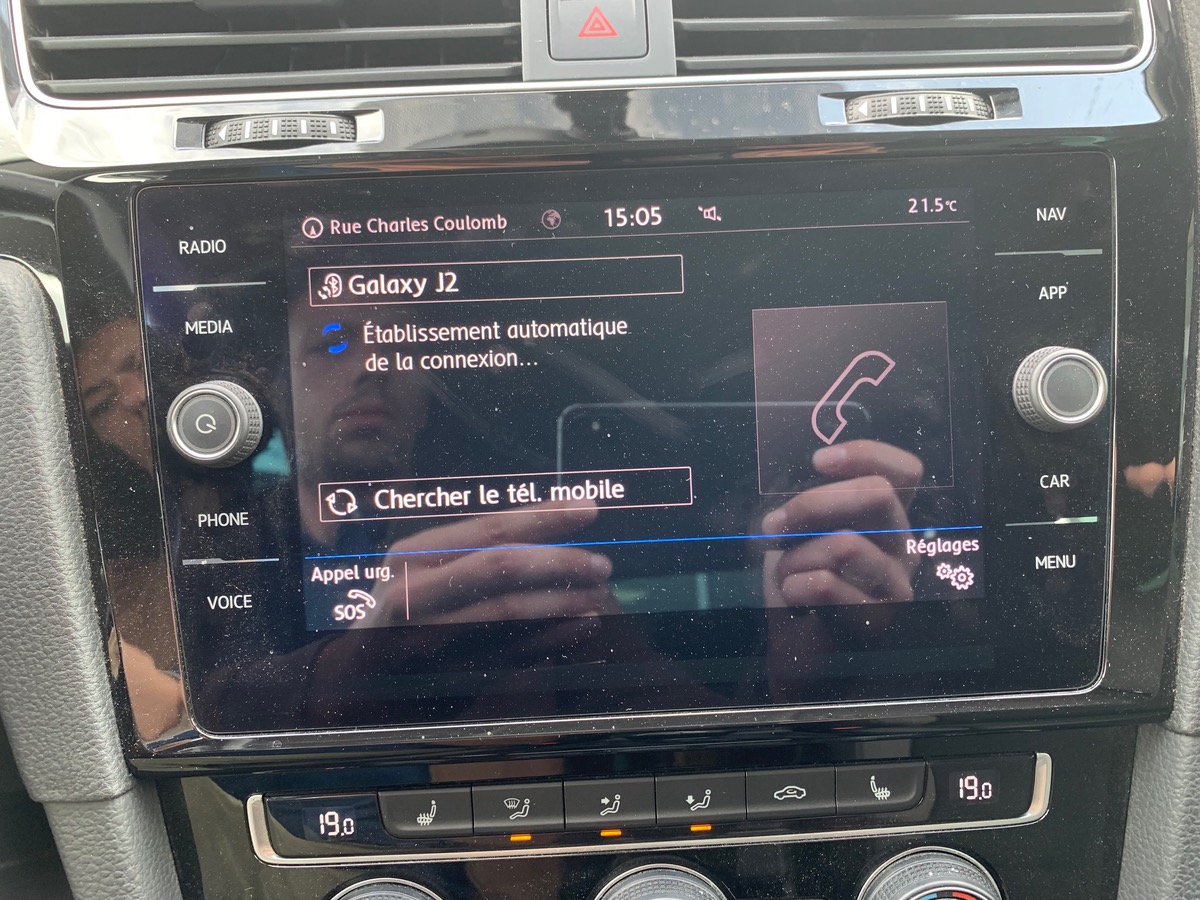 Rue Charles Coulomb 15:05 21.5°C
RADIO
NAV
Galaxy J2
APP
MEDIA
Établissement automatique
de la connexion...
Chercher le tél. mobile
CAR
PHONE
Réglages
MENU
Appel urg.
SOS
VOICE
19.0
19.0